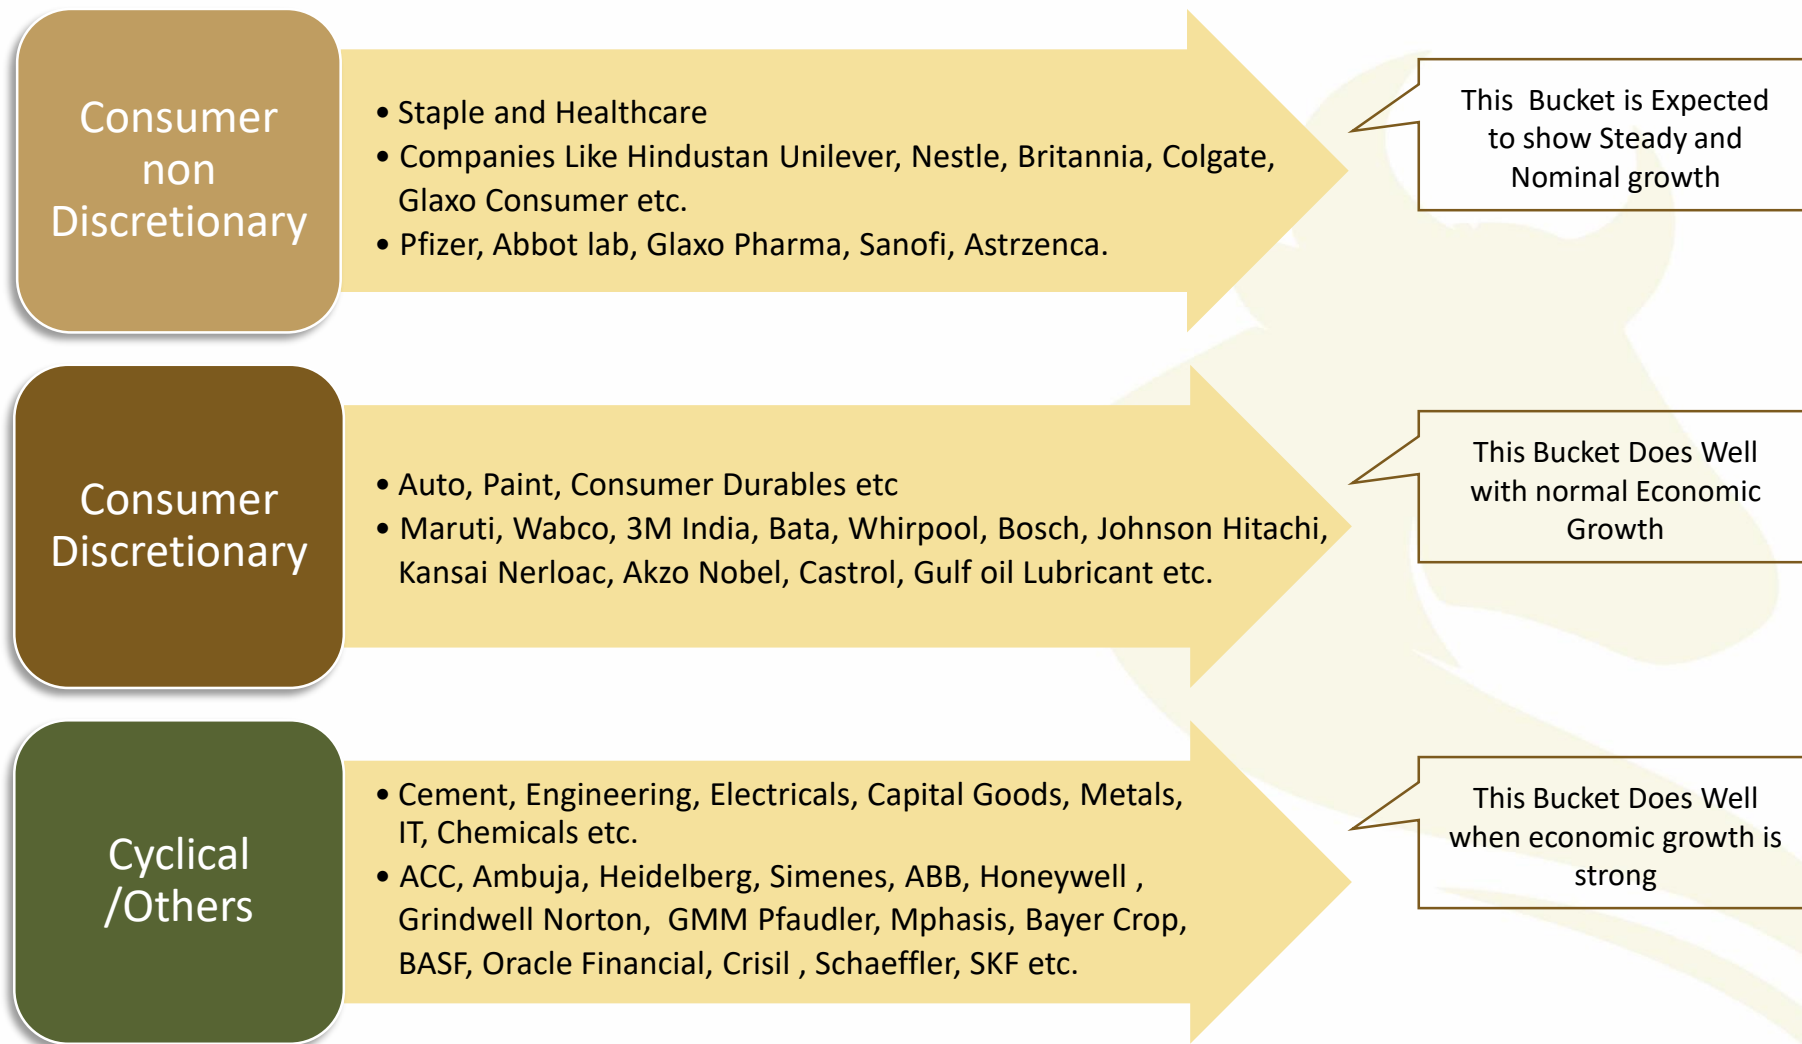 Consumer
non
Discretionary
• Staple and Healthcare
• Companies Like Hindustan Unilever, Nestle, Britannia, Colgate,
Glaxo Consumer etc.
• Pfizer, Abbot lab, Glaxo Pharma, Sanofi, Astrzenca.
This Bucket is Expected
to show Steady and
Nominal growth
Consumer
Discretionary
• Auto, Paint, Consumer Durables etc
• Maruti, Wabco, 3M India, Bata, Whirpool, Bosch, Johnson Hitachi,
Kansai Nerloac, Akzo Nobel, Castrol, Gulf oil Lubricant etc.
This Bucket Does Well
with normal Economic
Growth
Cyclical
/Others
• Cement, Engineering, Electricals, Capital Goods, Metals,
IT, Chemicals etc.
• ACC, Ambuja, Heidelberg, Simenes, ABB, Honeywell ,
Grindwell Norton, GMM Pfaudler, Mphasis, Bayer Crop,
BASF, Oracle Financial, Crisil , Schaeffler, SKF etc.
This Bucket Does Well
when economic growth is
strong